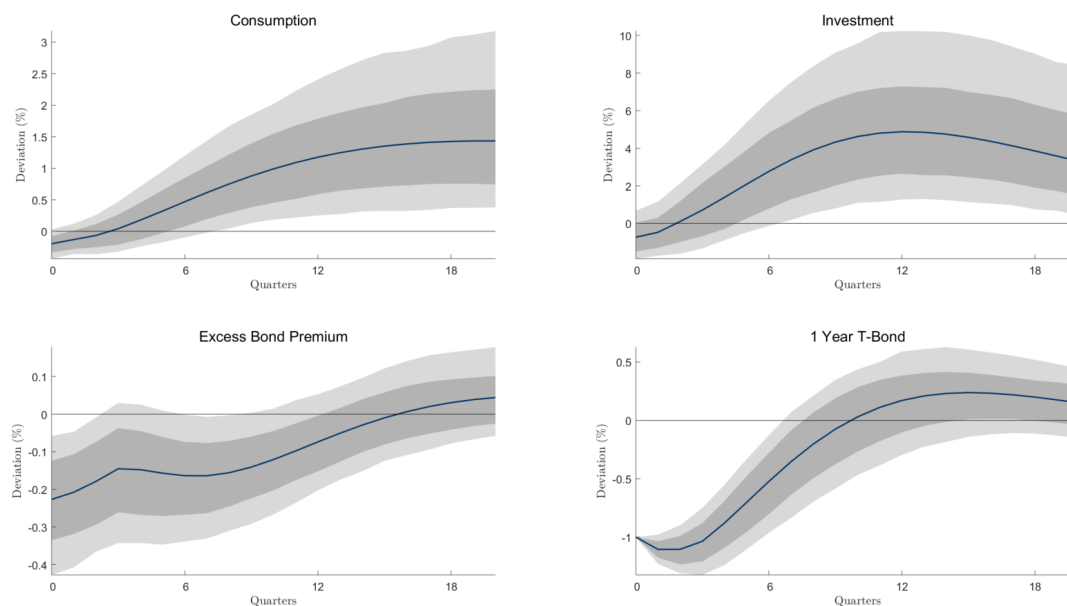 Consumption
3
2.5
2
1.5
1
0.5
0
Deviation (%)
0 6 12 18
Quarters
Investment
10
8
6
4
2
0
Deviation (%)
0 6 12 18
Quarters
Excess Bond Premium
0.1
0
-0.1
-0.2
-0.3
-0.4
Deviation (%)
0 6 12 18
Quarters
1 Year T-Bond
0.5
0
-0.5
-1
Deviation (%)
0 6 12 18
Quarters